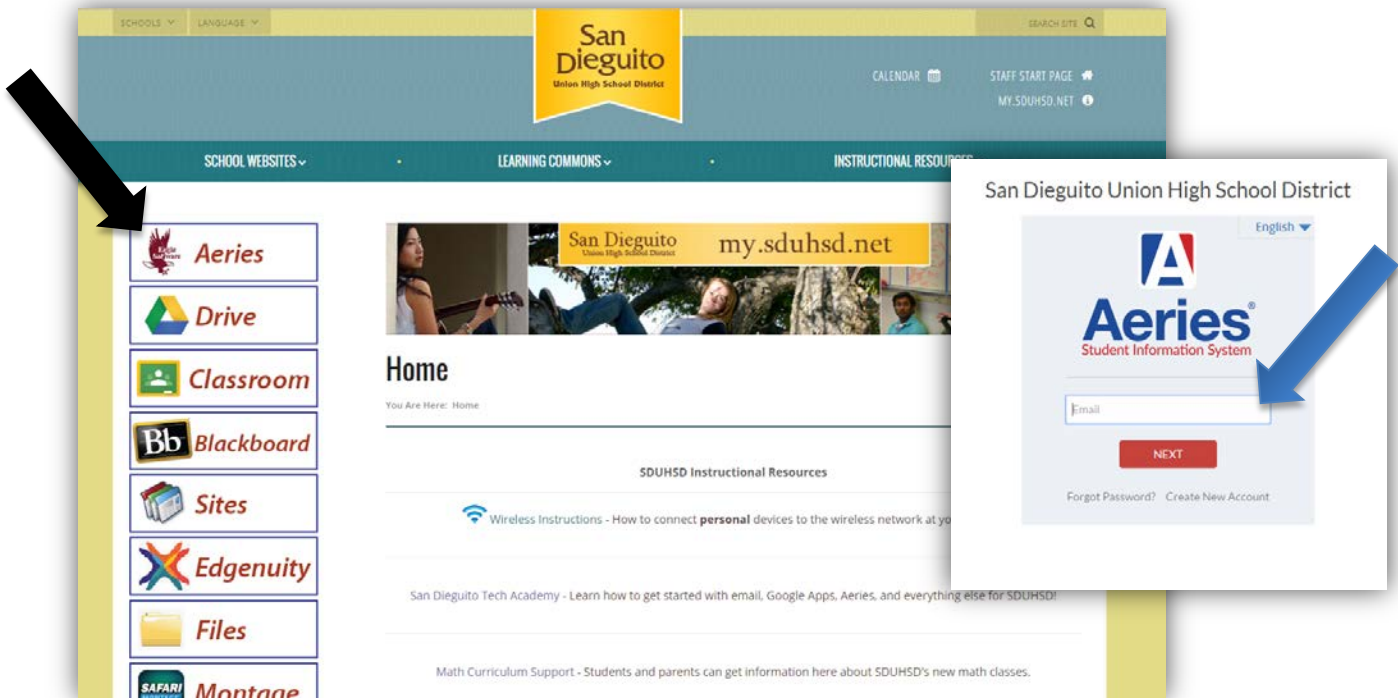 SCHOOLS
LANGUAGE
SEARCH SITE
San
Dieguito
Union High School District
CALENDAR
STAFF START PAGE
MY.SDUHSD.NET
SCHOOL WEBSITES
LEARNING COMMONS
INSTRUCTIONAL RESOURCES
Eagle
Software
Aeries
Drive
Classroom
Bb Blackboard
Sites
Edgenuity
Files
SAFARI
MONTAGE
Montage
San Dieguito
Union High School District
my.sduhsd.net
Home
You Are Here: Home
SDUHSD Instructional Resources
Wireless Instructions - How to connect personal devices to the wireless network at yo
San Dieguito Tech Academy - Learn how to get started with email, Google Apps, Aeries, and everything else for SDUHSD!
Math Curriculum Support - Students and parents can get information here about SDUHSD's new math classes.
San Dieguito Union High School District
English
A
Aeries®
Student Information System
Email
NEXT
Forgot Password? Create New Account